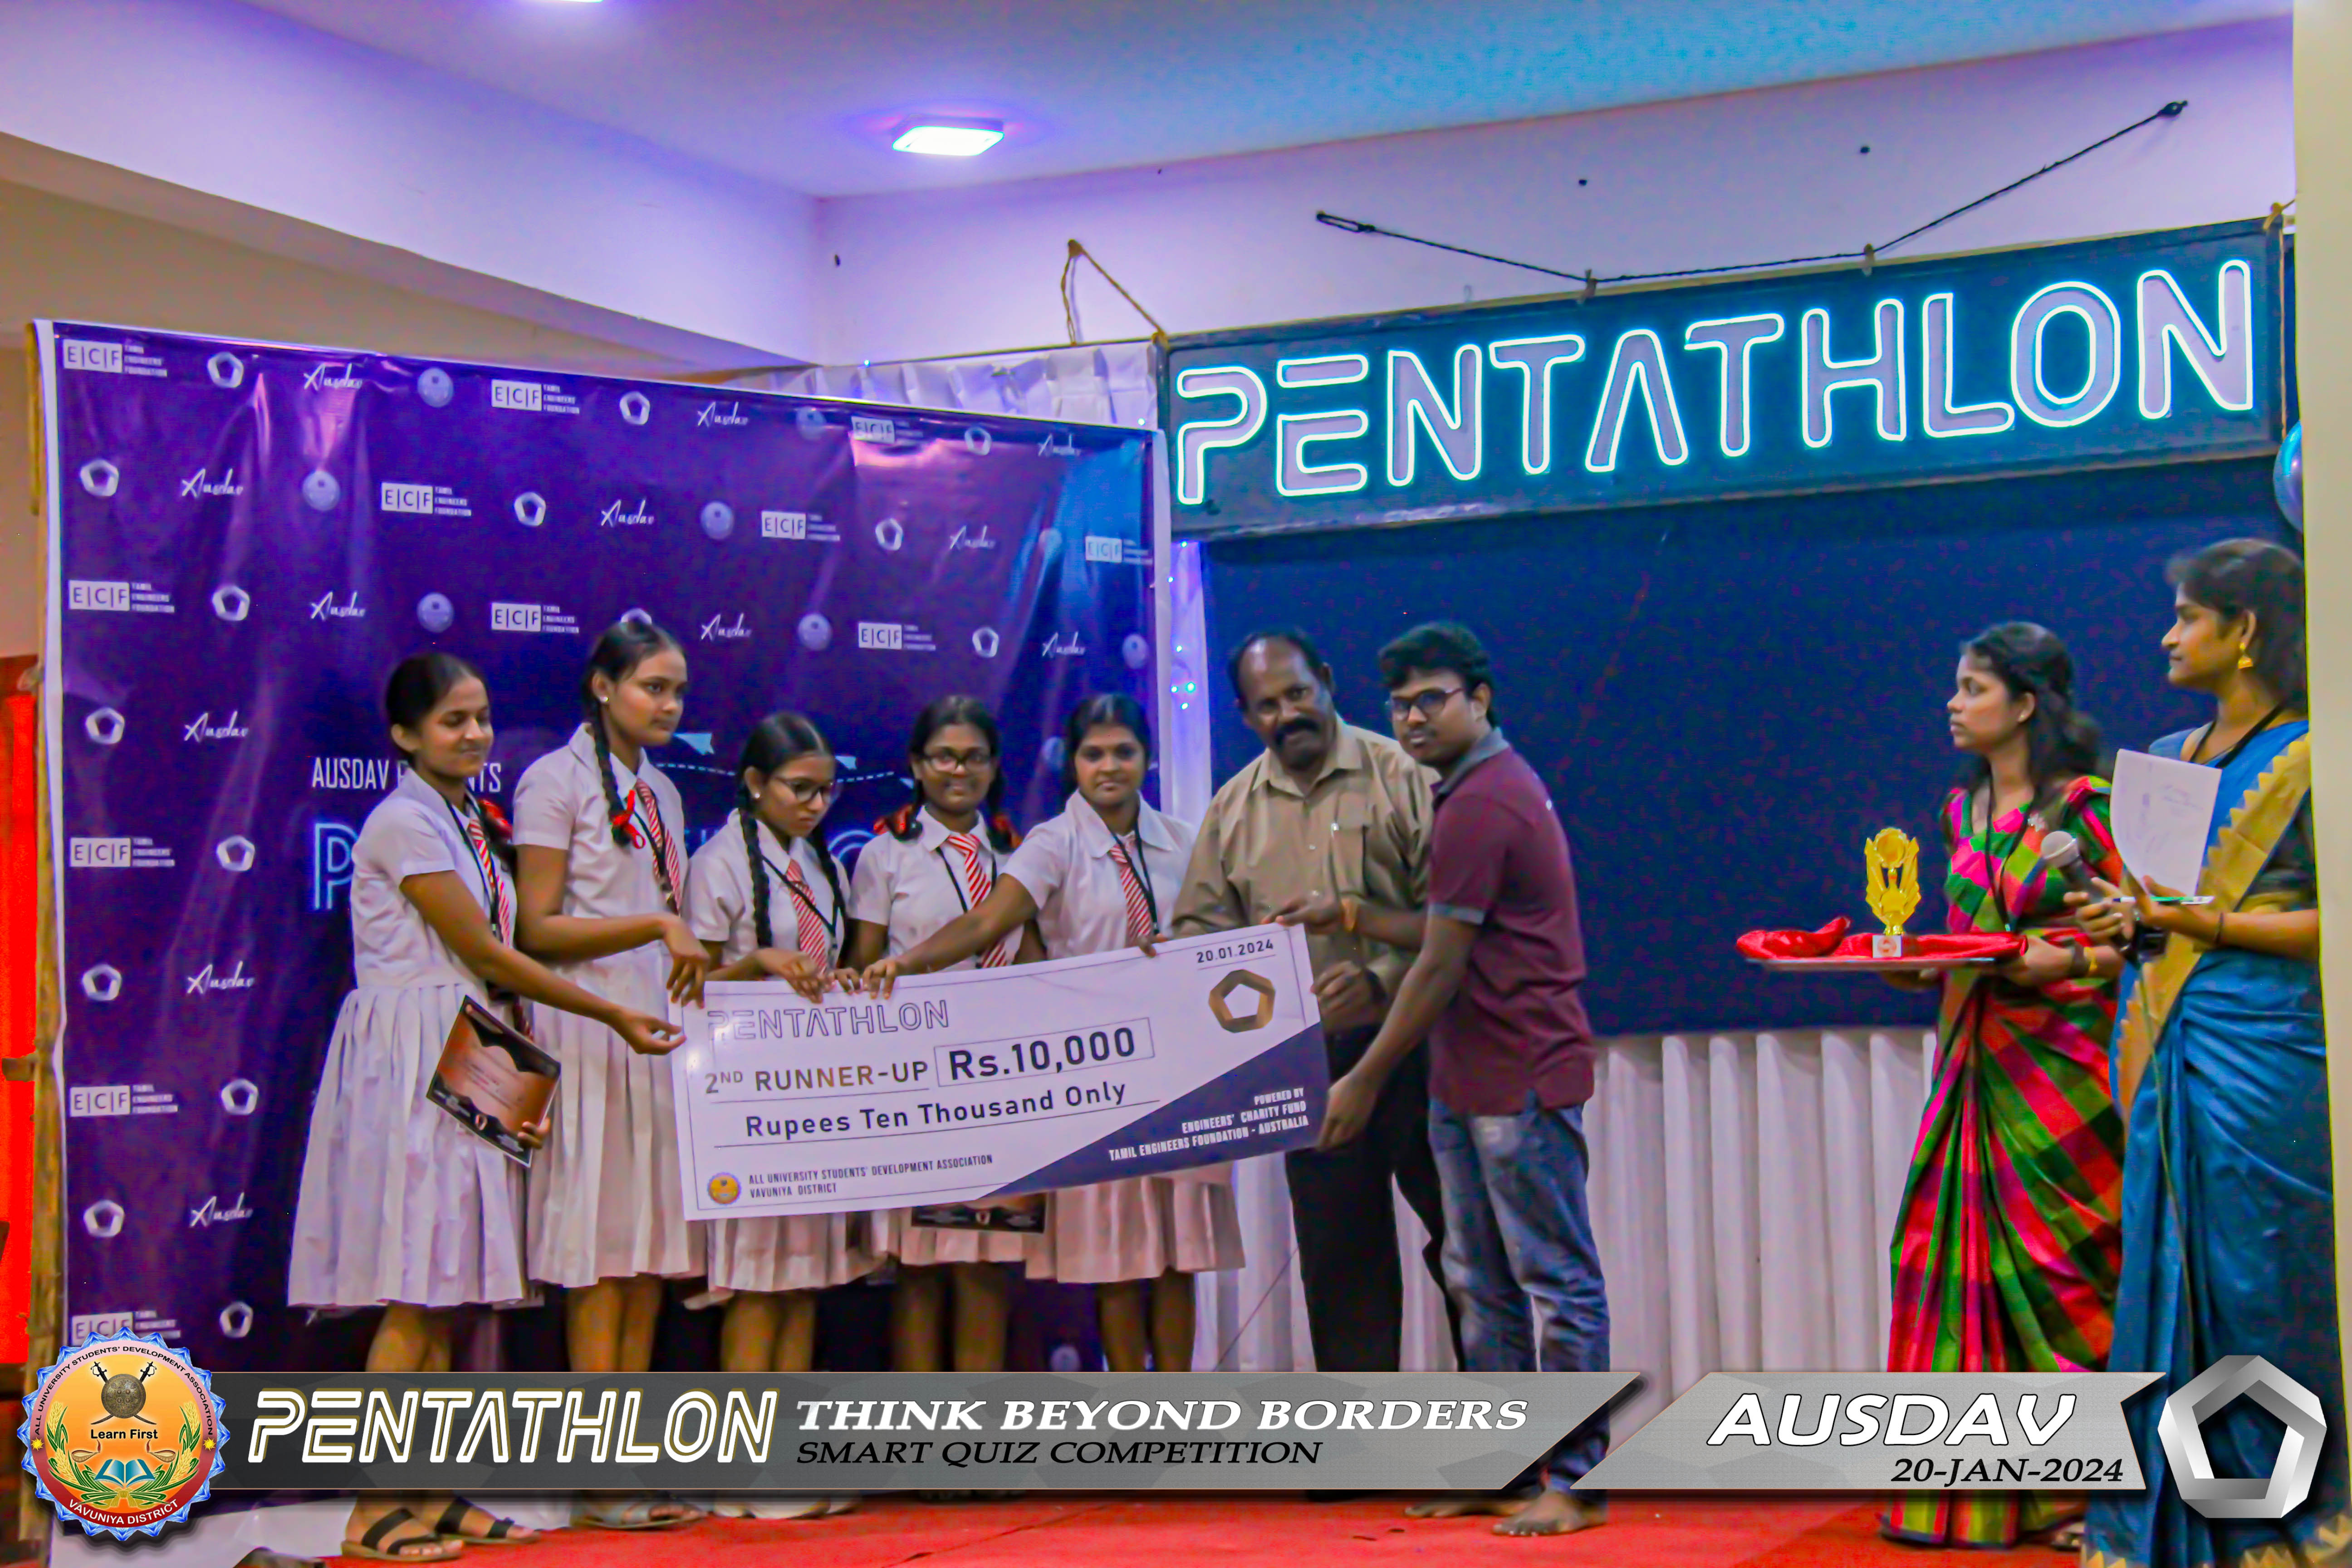 PENTATHLON
E|C|F TAMIL ENGINEERS FOUNDATION
Ausdav
AUSDAV
PENTATHLON
20.01.2024
2ND RUNNER-UP Rs.10,000
Rupees Ten Thousand Only
POWERED BY
ENGINEERS' CHARITY FUND
TAMIL ENGINEERS FOUNDATION - AUSTRALIA
ALL UNIVERSITY STUDENTS' DEVELOPMENT ASSOCIATION
VAVUNIYA DISTRICT
ALL UNIVERSITY STUDENTS' DEVELOPMENT ASSOCIATION
Learn First
VAVUNIYA DISTRICT
PENTATHLON
THINK BEYOND BORDERS
SMART QUIZ COMPETITION
AUSDAV
20-JAN-2024